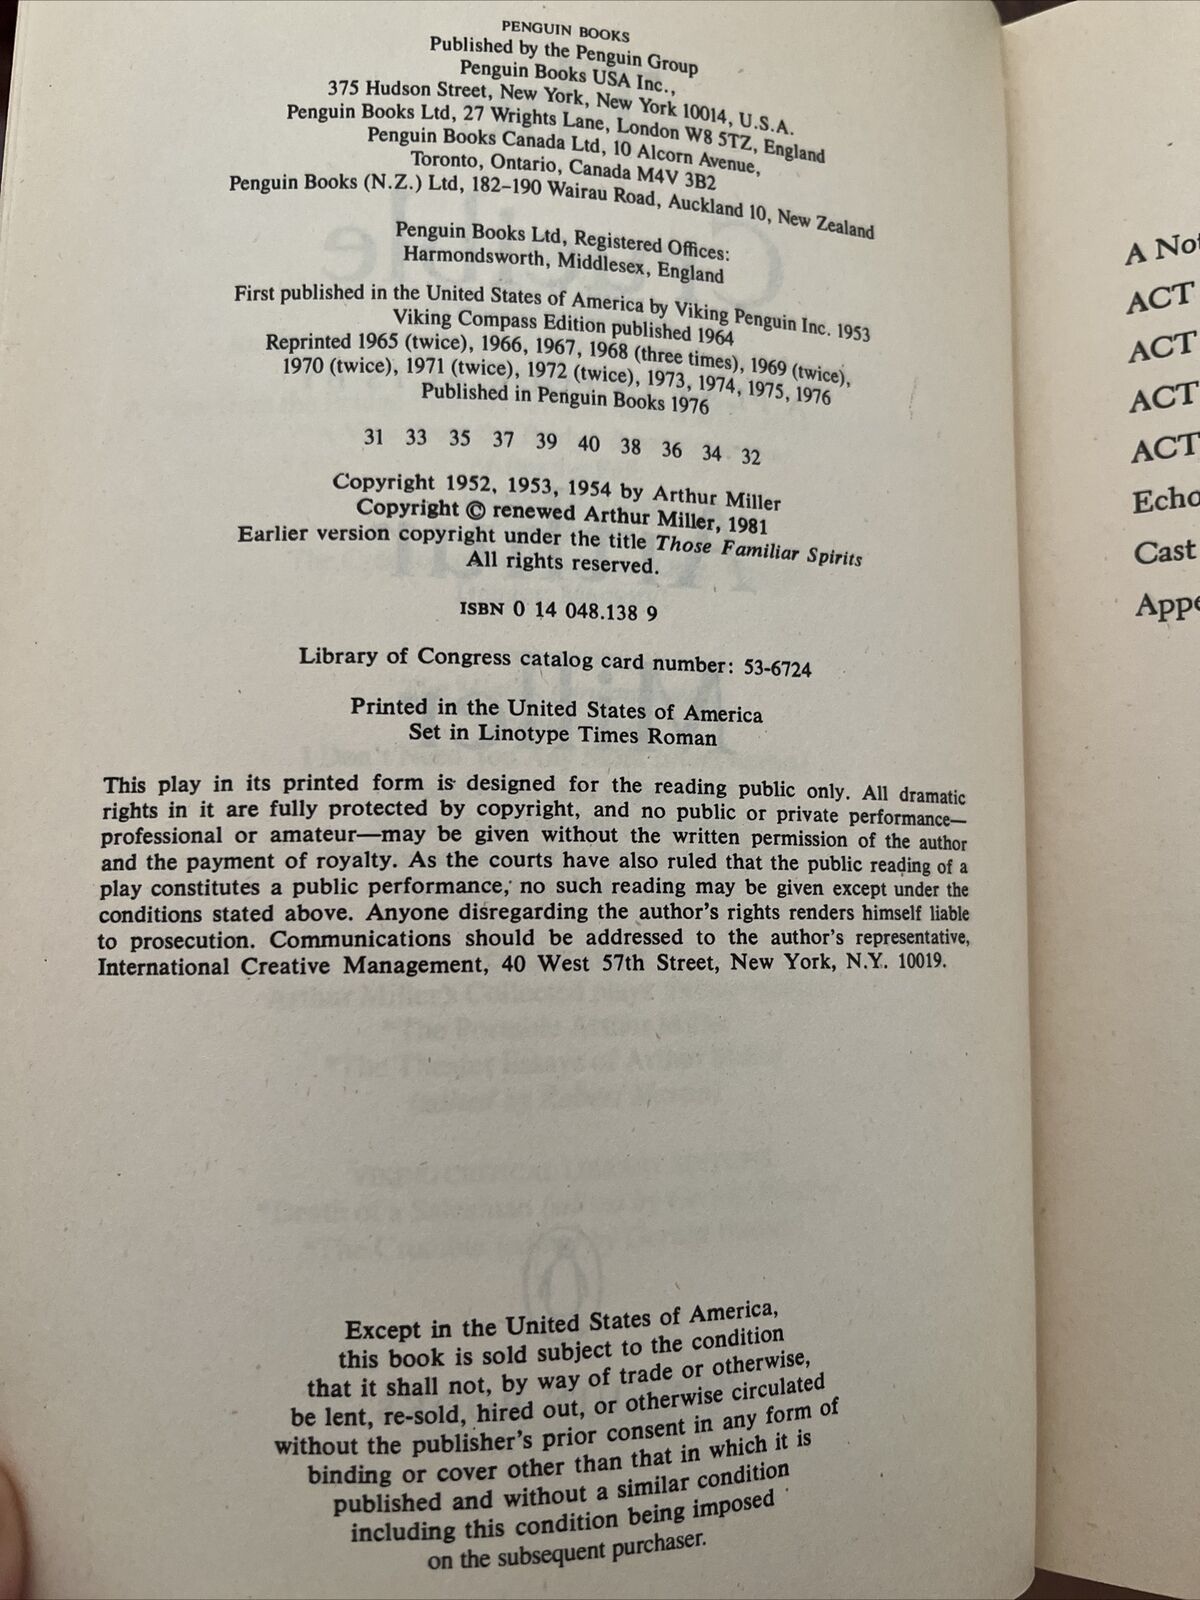 PENGUIN BOOKS
Published by the Penguin Group
Penguin Books USA Inc.,
375 Hudson Street, New York, New York 10014, U.S.A.
Penguin Books Ltd, 27 Wrights Lane, London W8 5TZ, England
Penguin Books Canada Ltd, 10 Alcorn Avenue,
Toronto, Ontario, Canada M4V 3B2
Penguin Books (N.Z.) Ltd, 182–190 Wairau Road, Auckland 10, New Zealand
Penguin Books Ltd, Registered Offices:
Harmondsworth, Middlesex, England
First published in the United States of America by Viking Penguin Inc. 1953
Viking Compass Edition published 1964
Reprinted 1965 (twice), 1966, 1967, 1968 (three times), 1969 (twice),
1970 (twice), 1971 (twice), 1972 (twice), 1973, 1974, 1975, 1976
Published in Penguin Books 1976
31 33 35 37 39 40 38 36 34 32
Copyright 1952, 1953, 1954 by Arthur Miller
Copyright © renewed Arthur Miller, 1981
Earlier version copyright under the title Those Familiar Spirits
All rights reserved.
ISBN 0 14 048.138 9
Library of Congress catalog card number: 53-6724
Printed in the United States of America
Set in Linotype Times Roman
This play in its printed form is designed for the reading public only. All dramatic
rights in it are fully protected by copyright, and no public or private performance—
professional or amateur—may be given without the written permission of the author
and the payment of royalty. As the courts have also ruled that the public reading of a
play constitutes a public performance, no such reading may be given except under the
conditions stated above. Anyone disregarding the author's rights renders himself liable
to prosecution. Communications should be addressed to the author's representative,
International Creative Management, 40 West 57th Street, New York, N.Y. 10019.
Except in the United States of America,
this book is sold subject to the condition
that it shall not, by way of trade or otherwise,
be lent, re-sold, hired out, or otherwise circulated
without the publisher's prior consent in any form of
binding or cover other than that in which it is
published and without a similar condition
including this condition being imposed
on the subsequent purchaser.
A Not
ACT
ACT
ACT
ACT
Echo
Cast
Appe